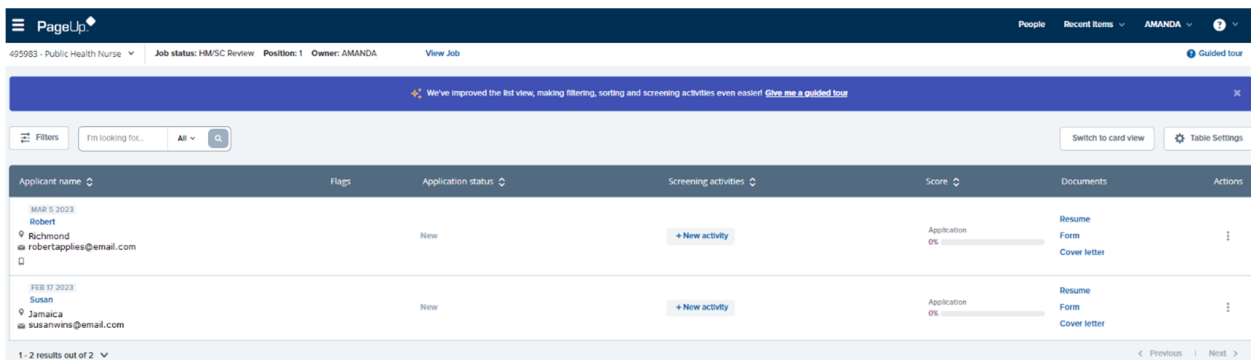 PageUp
People
Recent Items
AMANDA
?
495983 - Public Health Nurse
Job status: HM/SC Review Position: 1 Owner: AMANDA
View Job
Guided tour
We've improved the list view, making filtering, sorting and screening activities even easier! Give me a guided tour
Filters
I'm looking for...
All
Switch to card view
Table Settings
Applicant name
Flags
Application status
Screening activities
Score
Documents
Actions
MAR 5 2023
Robert
Richmond
robertapplies@email.com
New
+ New activity
Application
0%
Resume
Form
Cover letter
FEB 17 2023
Susan
Jamaica
susanwins@email.com
New
+ New activity
Application
0%
Resume
Form
Cover letter
1 - 2 results out of 2
< Previous | Next >